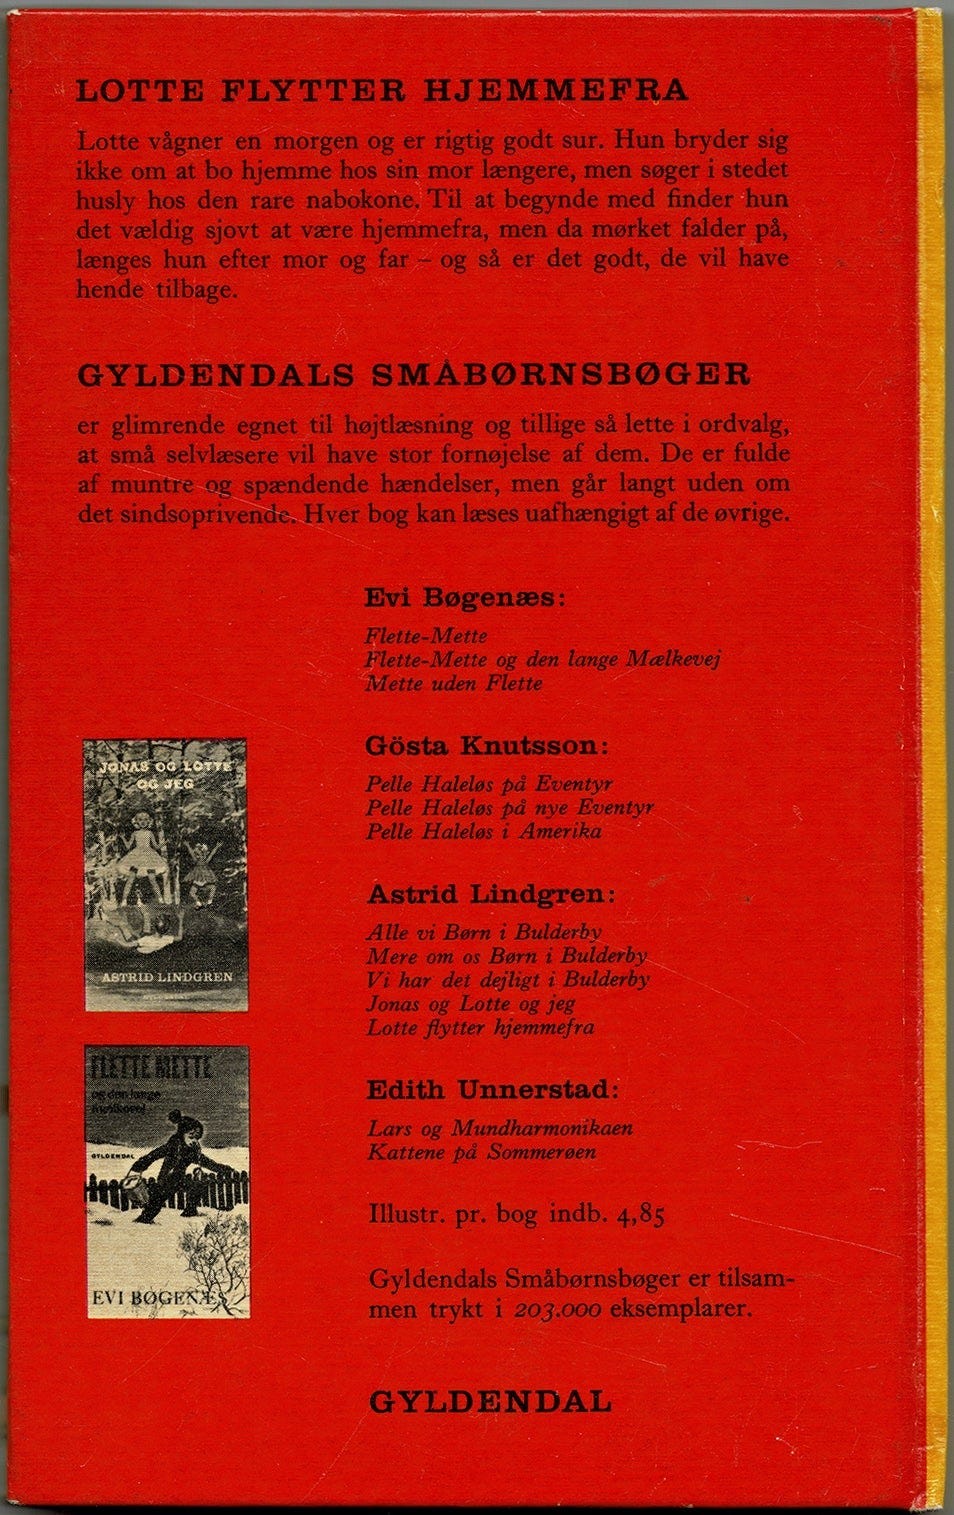 LOTTE FLYTTER HJEMMEFRA
Lotte vågner en morgen og er rigtig godt sur. Hun bryder sig
ikke om at bo hjemme hos sin mor længere, men søger i stedet
husly hos den rare nabokone. Til at begynde med finder hun
det vældig sjovt at være hjemmefra, men da mørket falder på,
længes hun efter mor og far – og så er det godt, de vil have
hende tilbage.
GYLDENDALS SMÅBØRNSBØGER
er glimrende egnet til højtlæsning og tillige så lette i ordvalg,
at små selvlæsere vil have stor fornøjelse af dem. De er fulde
af muntre og spændende hændelser, men går langt uden om
det sindsoprivende. Hver bog kan læses uafhængigt af de øvrige.
Evi Bøgenæs:
Flette-Mette
Flette-Mette og den lange Mælkevej
Mette uden Flette
Gösta Knutsson:
Pelle Haleløs på Eventyr
Pelle Haleløs på nye Eventyr
Pelle Haleløs i Amerika
Astrid Lindgren:
Alle vi Børn i Bulderby
Mere om os Børn i Bulderby
Vi har det dejligt i Bulderby
Jonas og Lotte og jeg
Lotte flytter hjemmefra
Edith Unnerstad:
Lars og Mundharmonikaen
Kattene på Sommerøen
Illustr. pr. bog indb. 4,85
Gyldendals Småbørnsbøger er tilsam-
men trykt i 203.000 eksemplarer.
GYLDENDAL
JONAS OG LOTTE
OG JEG
ASTRID LINDGREN
FLETTE METTE
og den lange
mælkevej
GYLDENDAL
EVI BØGENÆS